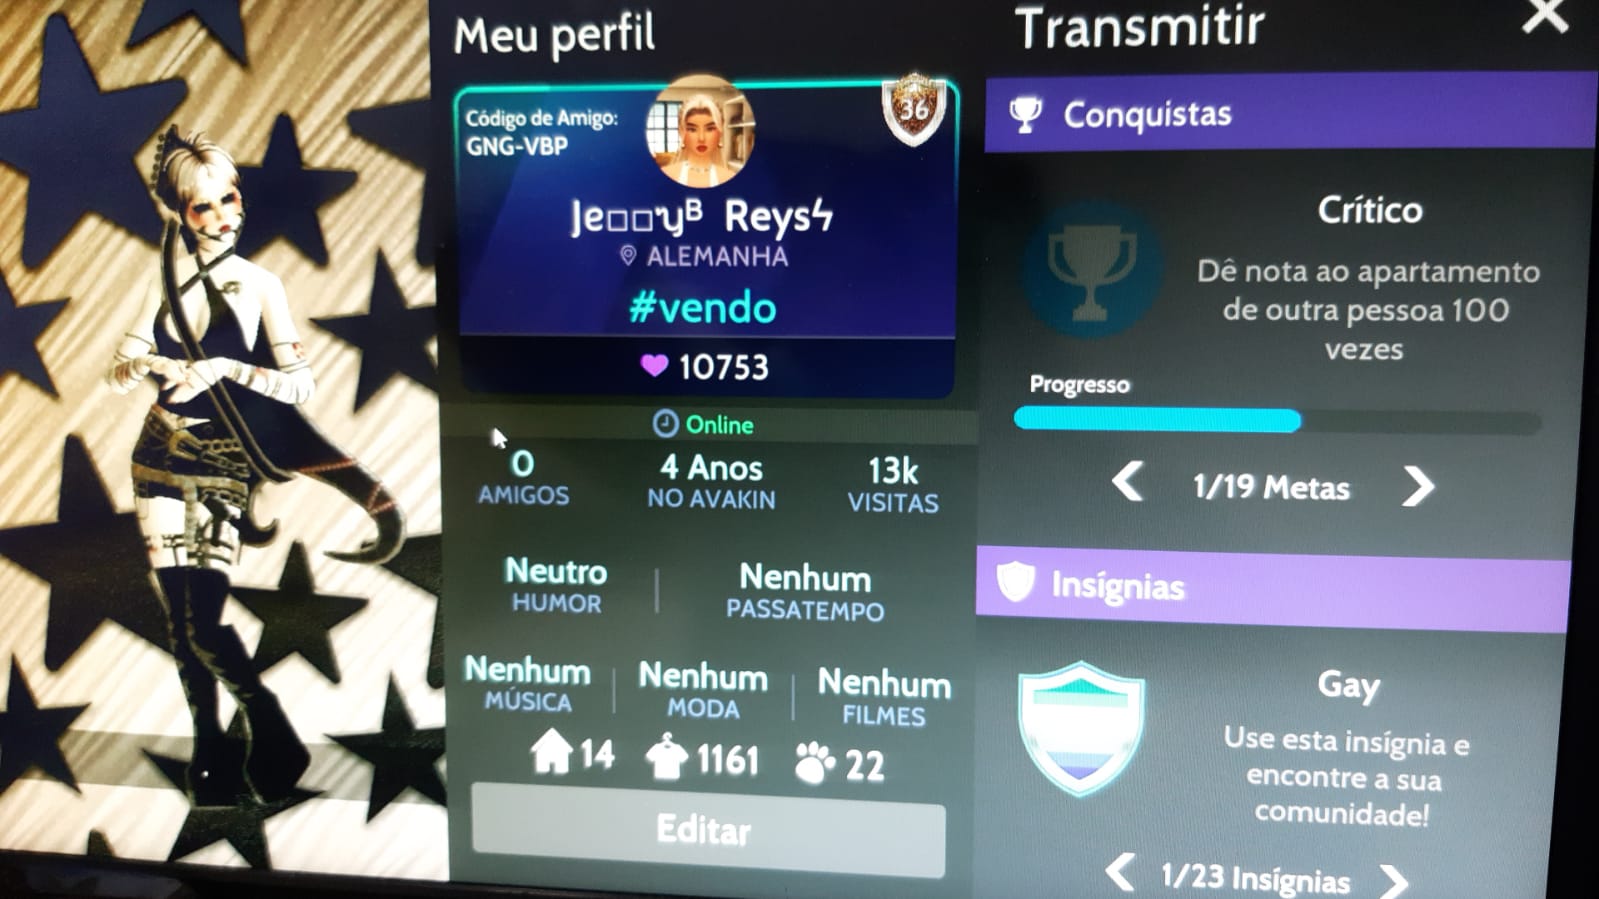 Meu perfil
Código de Amigo:
GNG-VBP
36
Je□□yᴮ Reysϟ
ALEMANHA
#vendo
10753
Online
0
AMIGOS
4 Anos
NO AVAKIN
13k
VISITAS
Neutro
HUMOR
Nenhum
PASSATEMPO
Nenhum
MÚSICA
Nenhum
MODA
Nenhum
FILMES
14
1161
22
Editar
Transmitir
Conquistas
Crítico
Dê nota ao apartamento
de outra pessoa 100
vezes
Progresso
1/19 Metas
Insígnias
Gay
Use esta insígnia e
encontre a sua
comunidade!
1/23 Insígnias